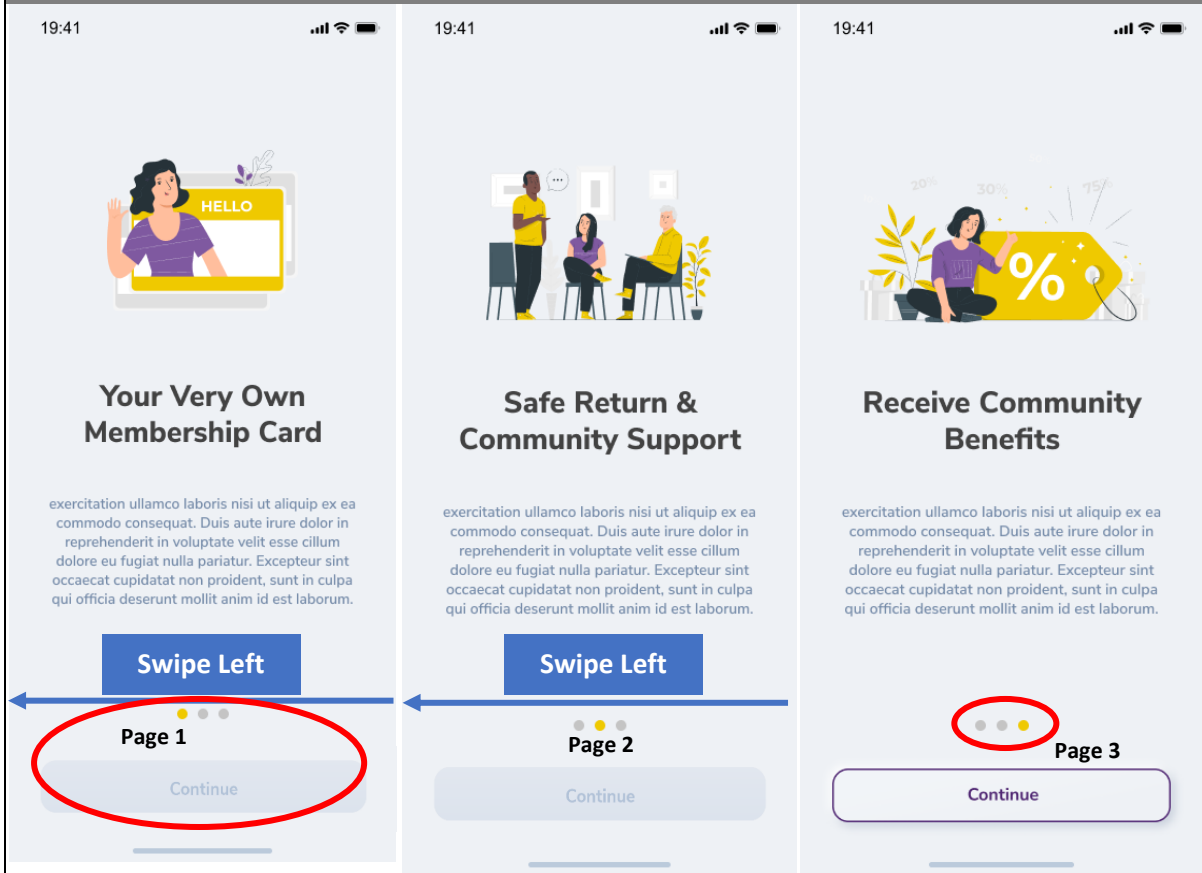 19:41
HELLO
Your Very Own
Membership Card
exercitation ullamco laboris nisi ut aliquip ex ea
commodo consequat. Duis aute irure dolor in
reprehenderit in voluptate velit esse cillum
dolore eu fugiat nulla pariatur. Excepteur sint
occaecat cupidatat non proident, sunt in culpa
qui officia deserunt mollit anim id est laborum.
Swipe Left
Page 1
Continue
19:41
Safe Return &
Community Support
exercitation ullamco laboris nisi ut aliquip ex ea
commodo consequat. Duis aute irure dolor in
reprehenderit in voluptate velit esse cillum
dolore eu fugiat nulla pariatur. Excepteur sint
occaecat cupidatat non proident, sunt in culpa
qui officia deserunt mollit anim id est laborum.
Swipe Left
Page 2
Continue
19:41
20% 30% 75%
%
Receive Community
Benefits
exercitation ullamco laboris nisi ut aliquip ex ea
commodo consequat. Duis aute irure dolor in
reprehenderit in voluptate velit esse cillum
dolore eu fugiat nulla pariatur. Excepteur sint
occaecat cupidatat non proident, sunt in culpa
qui officia deserunt mollit anim id est laborum.
Page 3
Continue